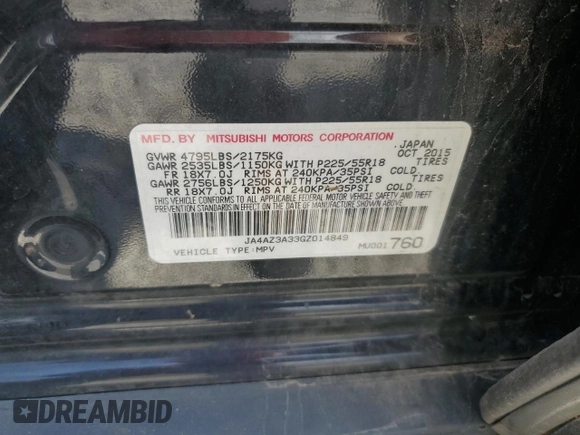 MFD. BY MITSUBISHI MOTORS CORPORATION
JAPAN
GVWR 4795LBS/2175KG OCT 2015
GAWR 2535LBS/1150KG WITH P225/55R18 TIRES
FR 18X7.0J RIMS AT 240KPA/35PSI COLD
GAWR 2756LBS/1250KG WITH P225/55R18 TIRES
RR 18X7.0J RIMS AT 240KPA/35PSI COLD
THIS VEHICLE CONFORMS TO ALL APPLICABLE FEDERAL MOTOR VEHICLE
SAFETY, BUMPER, AND THEFT PREVENTION STANDARDS IN EFFECT ON THE
DATE OF MANUFACTURE SHOWN ABOVE.
JA4AZ3A33GZ014849
VEHICLE TYPE:MPV MU001760
DREAMBID